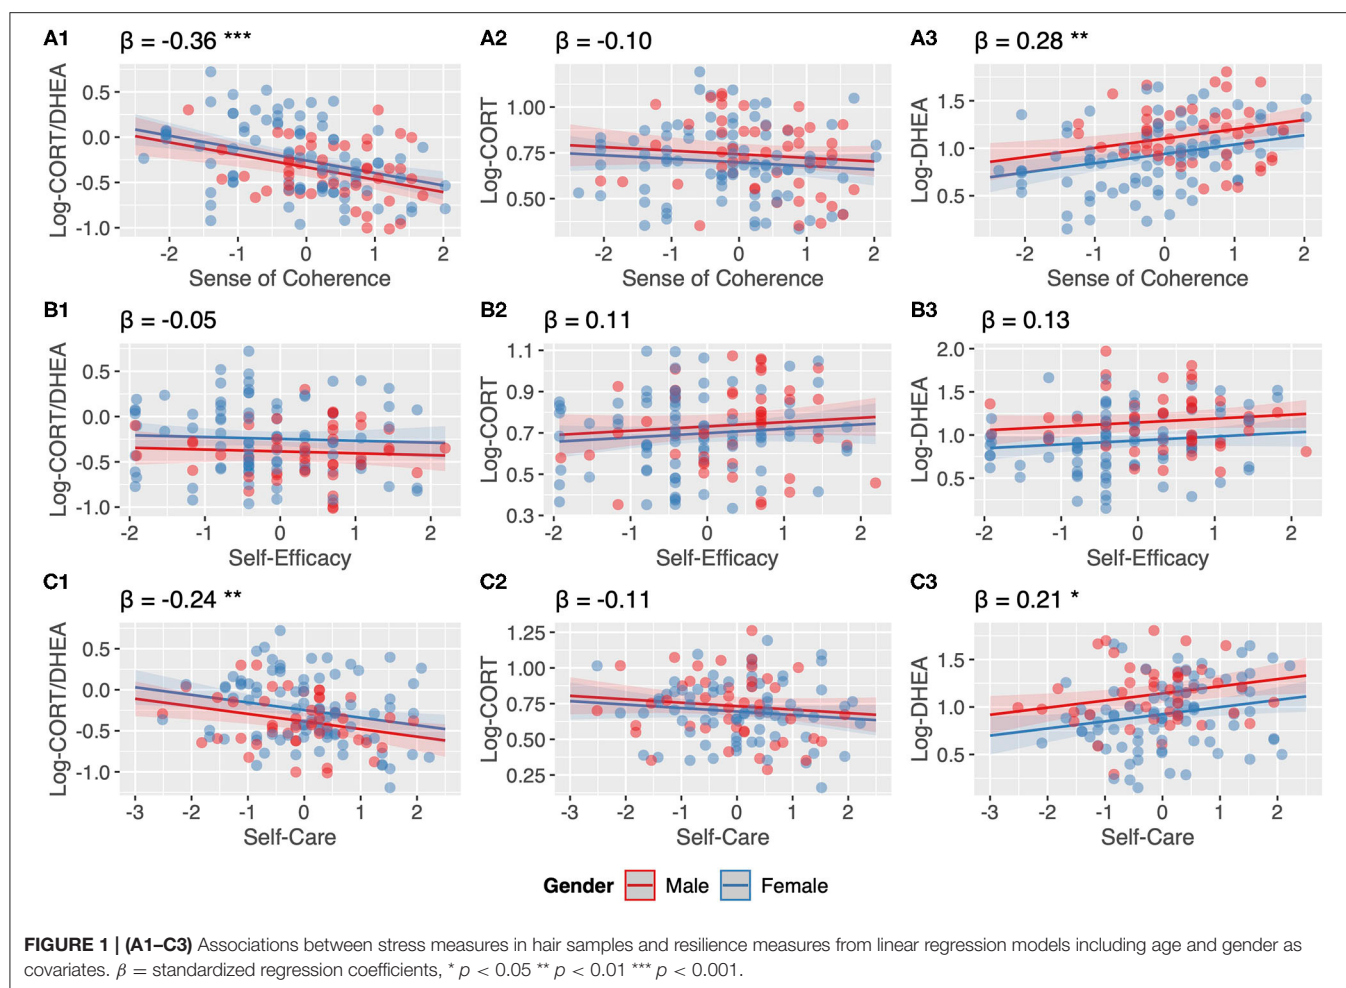 A1 β = -0.36 *** A2 β = -0.10 A3 β = 0.28 **
Log-CORT/DHEA
0.5
0.0
-0.5
-1.0
-2 -1 0 1 2
Sense of Coherence
Log-CORT
1.00
0.75
0.50
-2 -1 0 1 2
Sense of Coherence
Log-DHEA
1.5
1.0
0.5
-2 -1 0 1 2
Sense of Coherence
B1 β = -0.05 B2 β = 0.11 B3 β = 0.13
Log-CORT/DHEA
0.5
0.0
-0.5
-1.0
-2 -1 0 1 2
Self-Efficacy
Log-CORT
1.1
0.9
0.7
0.5
0.3
-2 -1 0 1 2
Self-Efficacy
Log-DHEA
2.0
1.5
1.0
0.5
-2 -1 0 1 2
Self-Efficacy
C1 β = -0.24 ** C2 β = -0.11 C3 β = 0.21 *
Log-CORT/DHEA
0.5
0.0
-0.5
-1.0
-3 -2 -1 0 1 2
Self-Care
Log-CORT
1.25
1.00
0.75
0.50
0.25
-3 -2 -1 0 1 2
Self-Care
Log-DHEA
1.5
1.0
0.5
-3 -2 -1 0 1 2
Self-Care
Gender Male Female
FIGURE 1 | (A1–C3) Associations between stress measures in hair samples and resilience measures from linear regression models including age and gender as
covariates. β = standardized regression coefficients, * p < 0.05 ** p < 0.01 *** p < 0.001.